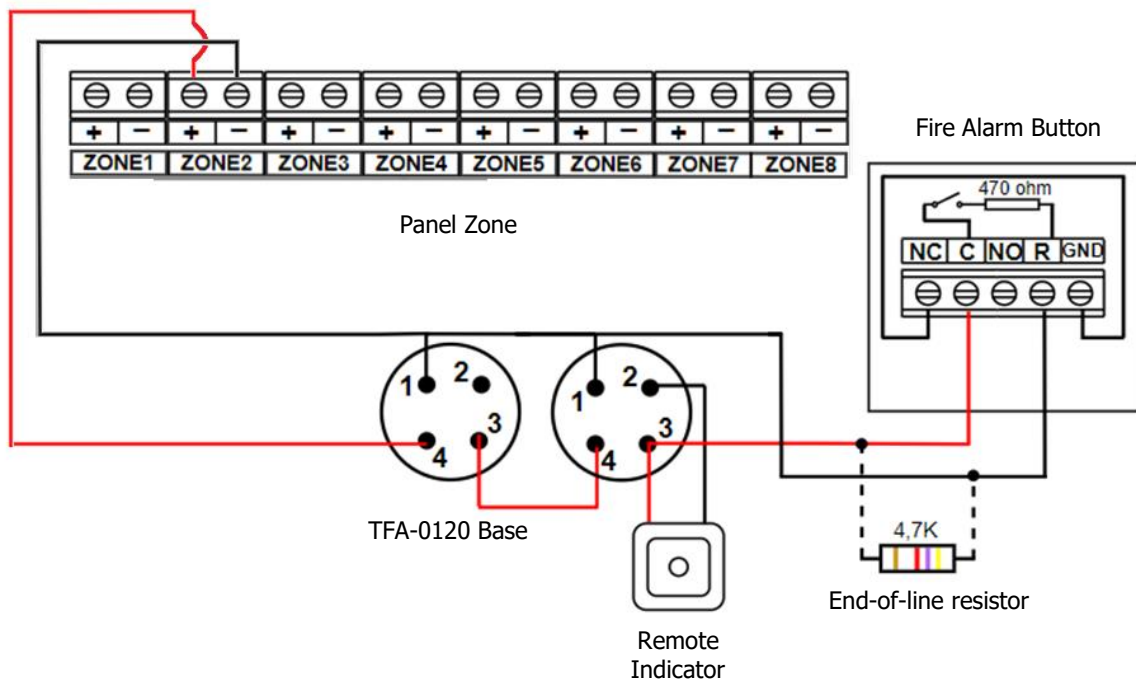 + − + − + − + − + − + − + − + −
ZONE1 ZONE2 ZONE3 ZONE4 ZONE5 ZONE6 ZONE7 ZONE8
Panel Zone
Fire Alarm Button
470 ohm
NC C NO R GND
1 2
3
4
1 2
3
4
TFA-0120 Base
4,7K
End-of-line resistor
Remote
Indicator